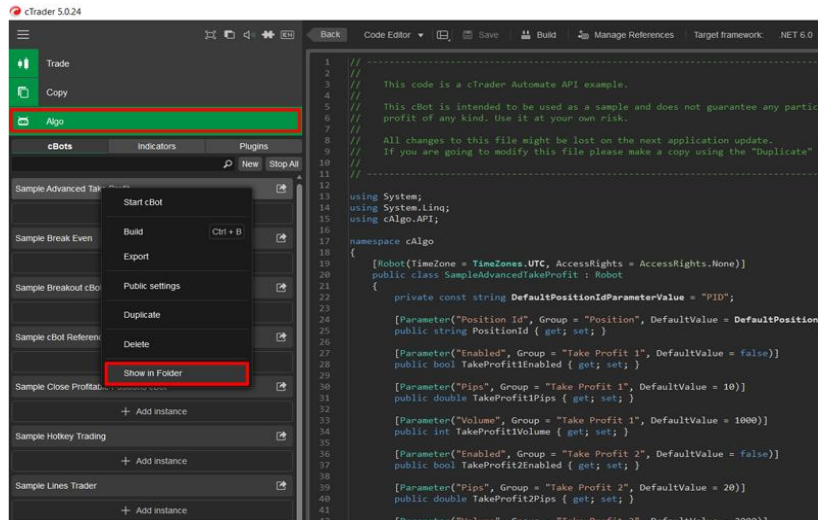 cTrader 5.0.24
EN
Trade
Copy
Algo
cBots Indicators Plugins
New Stop All
Sample Advanced Take
Sample Break Even
Sample Breakout cBo
Sample cBot Referenc
Sample Close Profitab
+ Add instance
Sample Hotkey Trading
+ Add instance
Sample Lines Trader
+ Add instance
Start cBot
Build Ctrl + B
Export
Public settings
Duplicate
Delete
Show in Folder
Back Code Editor Save Build Manage References Target framework: .NET 6.0
1 // ------------------------------------------------------------
2 //
3 // This code is a cTrader Automate API example.
4 //
5 // This cBot is intended to be used as a sample and does not guarantee any partic
6 // profit of any kind. Use it at your own risk.
7 //
8 // All changes to this file might be lost on the next application update.
9 // If you are going to modify this file please make a copy using the "Duplicate"
10 //
11 // ------------------------------------------------------------
12
13 using System;
14 using System.Linq;
15 using cAlgo.API;
16
17 namespace cAlgo
18 {
19 [Robot(TimeZone = TimeZones.UTC, AccessRights = AccessRights.None)]
20 public class SampleAdvancedTakeProfit : Robot
21 {
22 private const string DefaultPositionIdParameterValue = "PID";
23
24 [Parameter("Position Id", Group = "Position", DefaultValue = DefaultPosition
25 public string PositionId { get; set; }
26
27 [Parameter("Enabled", Group = "Take Profit 1", DefaultValue = false)]
28 public bool TakeProfit1Enabled { get; set; }
29
30 [Parameter("Pips", Group = "Take Profit 1", DefaultValue = 10)]
31 public double TakeProfit1Pips { get; set; }
32
33 [Parameter("Volume", Group = "Take Profit 1", DefaultValue = 1000)]
34 public int TakeProfit1Volume { get; set; }
35
36 [Parameter("Enabled", Group = "Take Profit 2", DefaultValue = false)]
37 public bool TakeProfit2Enabled { get; set; }
38
39 [Parameter("Pips", Group = "Take Profit 2", DefaultValue = 20)]
40 public double TakeProfit2Pips { get; set; }
41